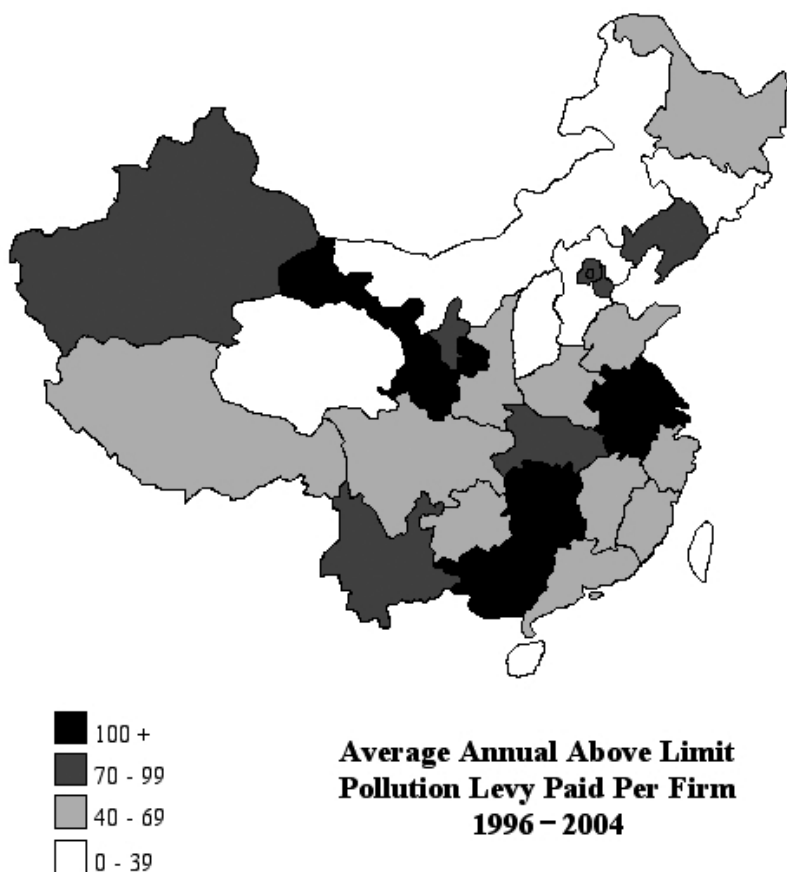 100 +
70 - 99
40 - 69
0 - 39
Average Annual Above Limit
Pollution Levy Paid Per Firm
1996 – 2004